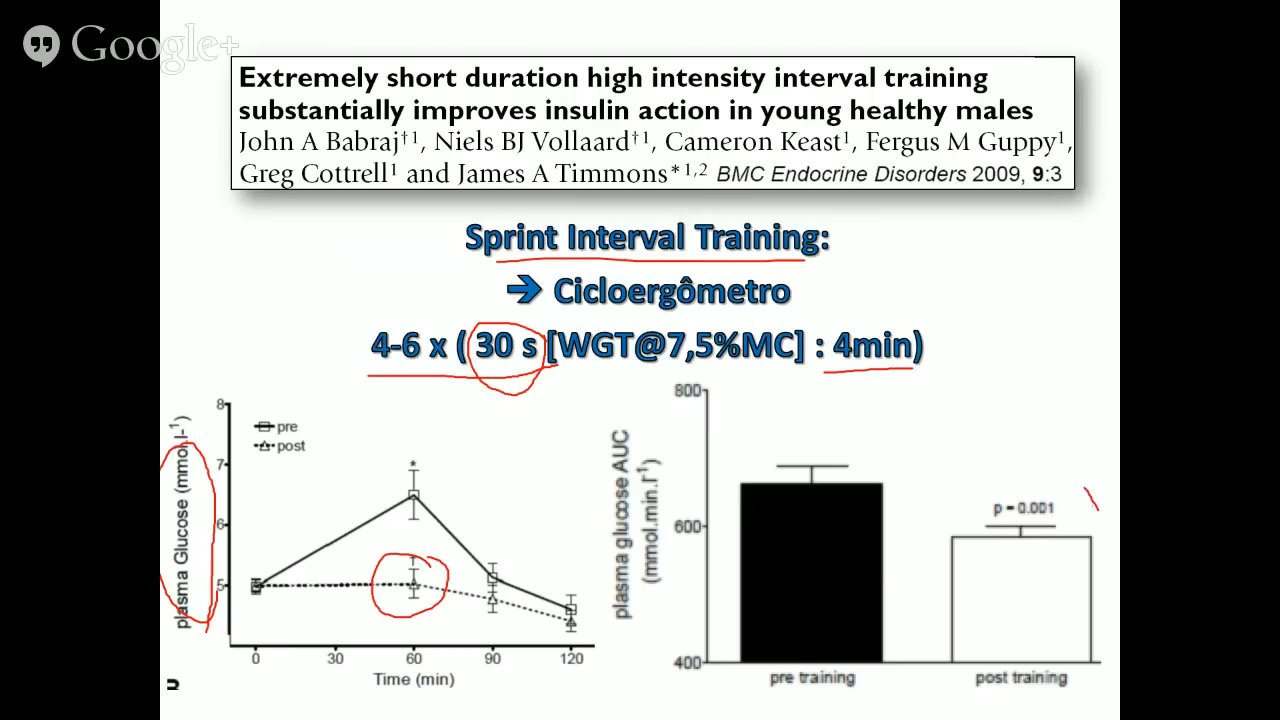 Google+
Extremely short duration high intensity interval training
substantially improves insulin action in young healthy males
John A Babraj†1, Niels BJ Vollaard†1, Cameron Keast1, Fergus M Guppy1,
Greg Cottrell1 and James A Timmons*1,2 BMC Endocrine Disorders 2009, 9:3
Sprint Interval Training:
➔ Cicloergômetro
4-6 x ( 30 s [WGT@7,5%MC] : 4min)
plasma Glucose (mmol.l-1)
8
7
6
5
pre
post
*
†
0 30 60 90 120
Time (min)
plasma glucose AUC
(mmol.min.l-1)
800
600
400
p = 0.001
pre training post training